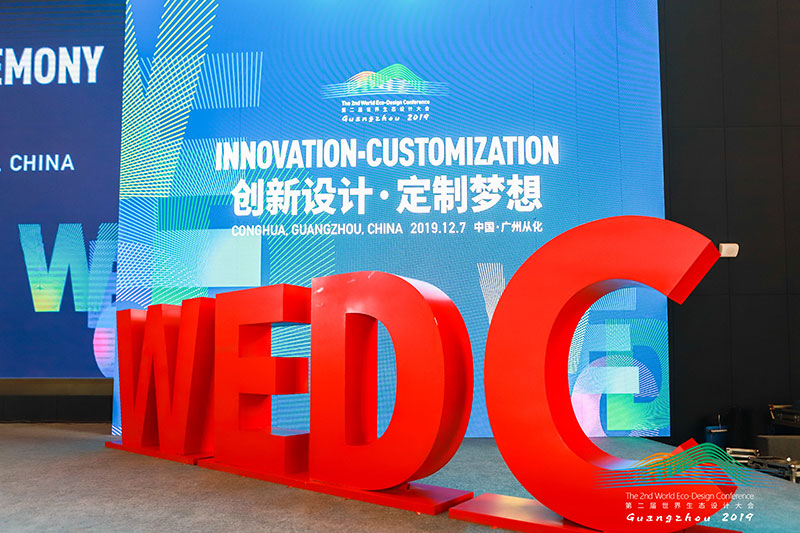 EMONY
, CHINA
WE
The 2nd World Eco-Design Conference
第二届世界生态设计大会
Guangzhou 2019
INNOVATION-CUSTOMIZATION
创新设计·定制梦想
CONGHUA, GUANGZHOU, CHINA 2019.12.7 中国·广州从化
WEDC
The 2nd World Eco-Design Conference
第二届世界生态设计大会
Guangzhou 2019